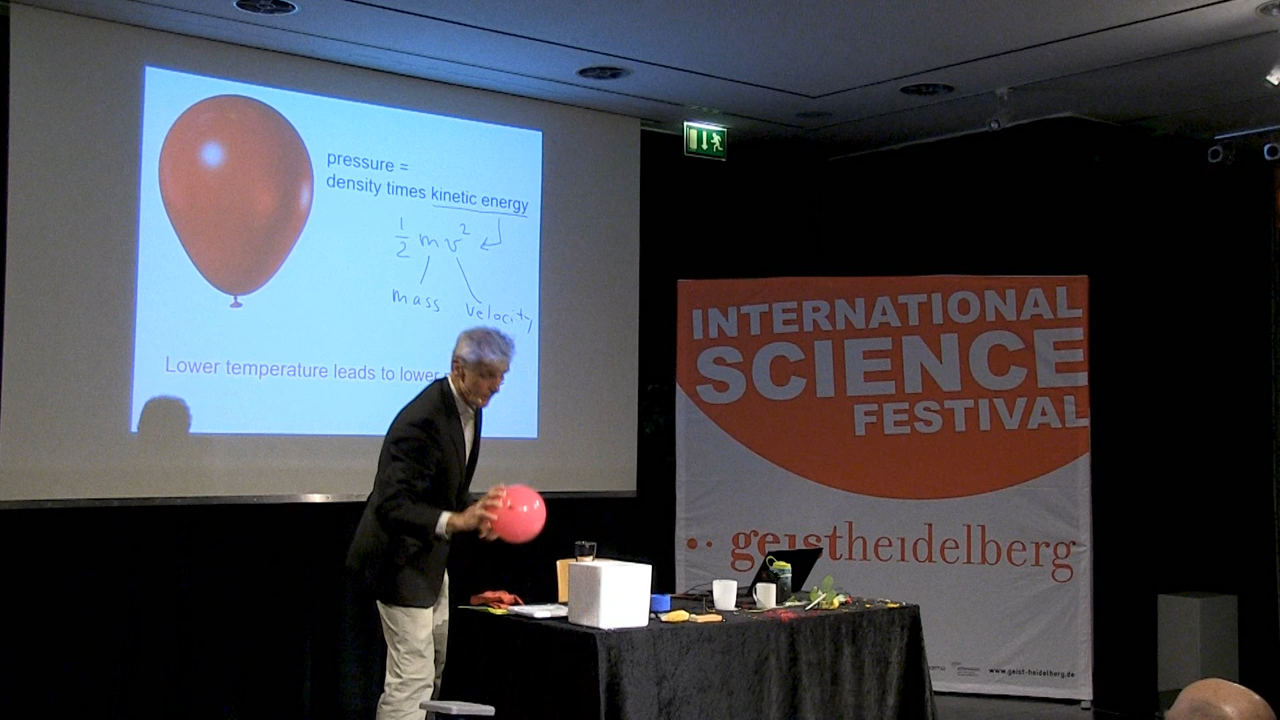 pressure =
density times kinetic energy
1/2 m v²
mass velocity
Lower temperature leads to lower
INTERNATIONAL
SCIENCE
FESTIVAL
geistheidelberg
www.geist-heidelberg.de